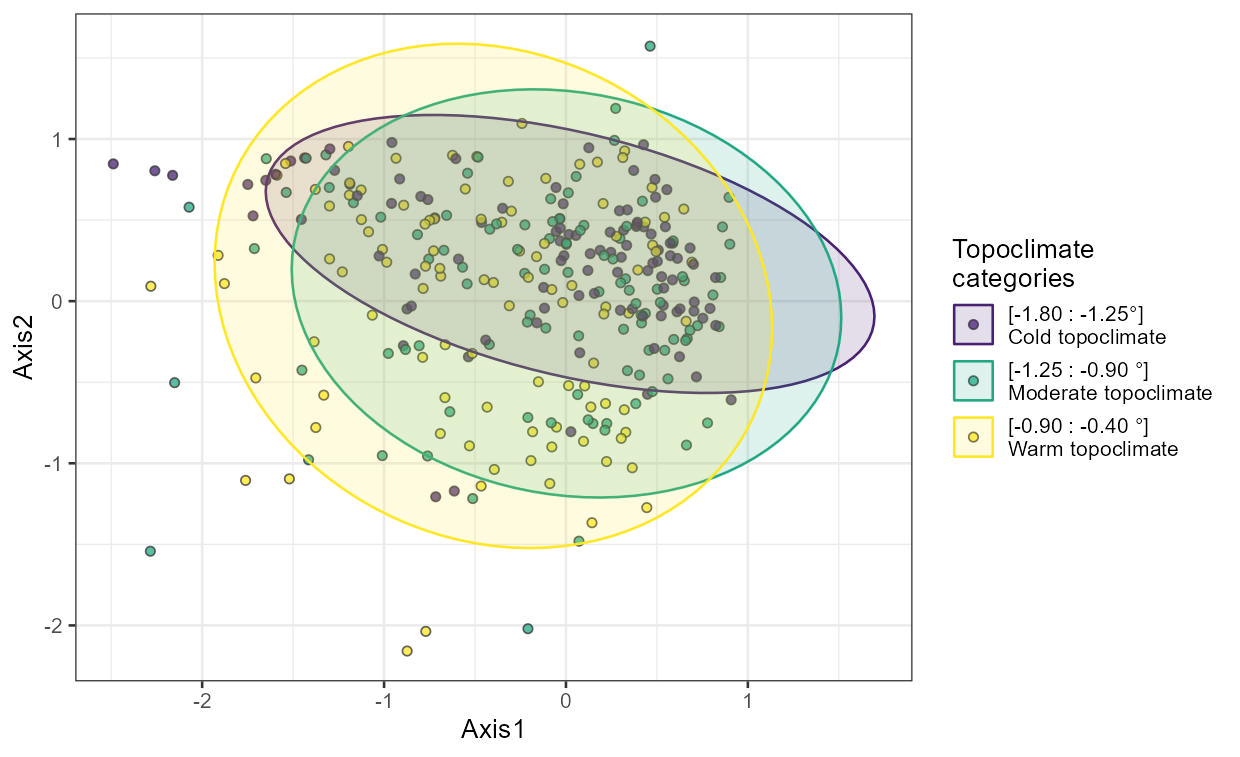 1
0
-1
-2
Axis2
-2
-1
0
1
Axis1
Topoclimate
categories
[-1.80 : -1.25°]
Cold topoclimate
[-1.25 : -0.90 °]
Moderate topoclimate
[-0.90 : -0.40 °]
Warm topoclimate